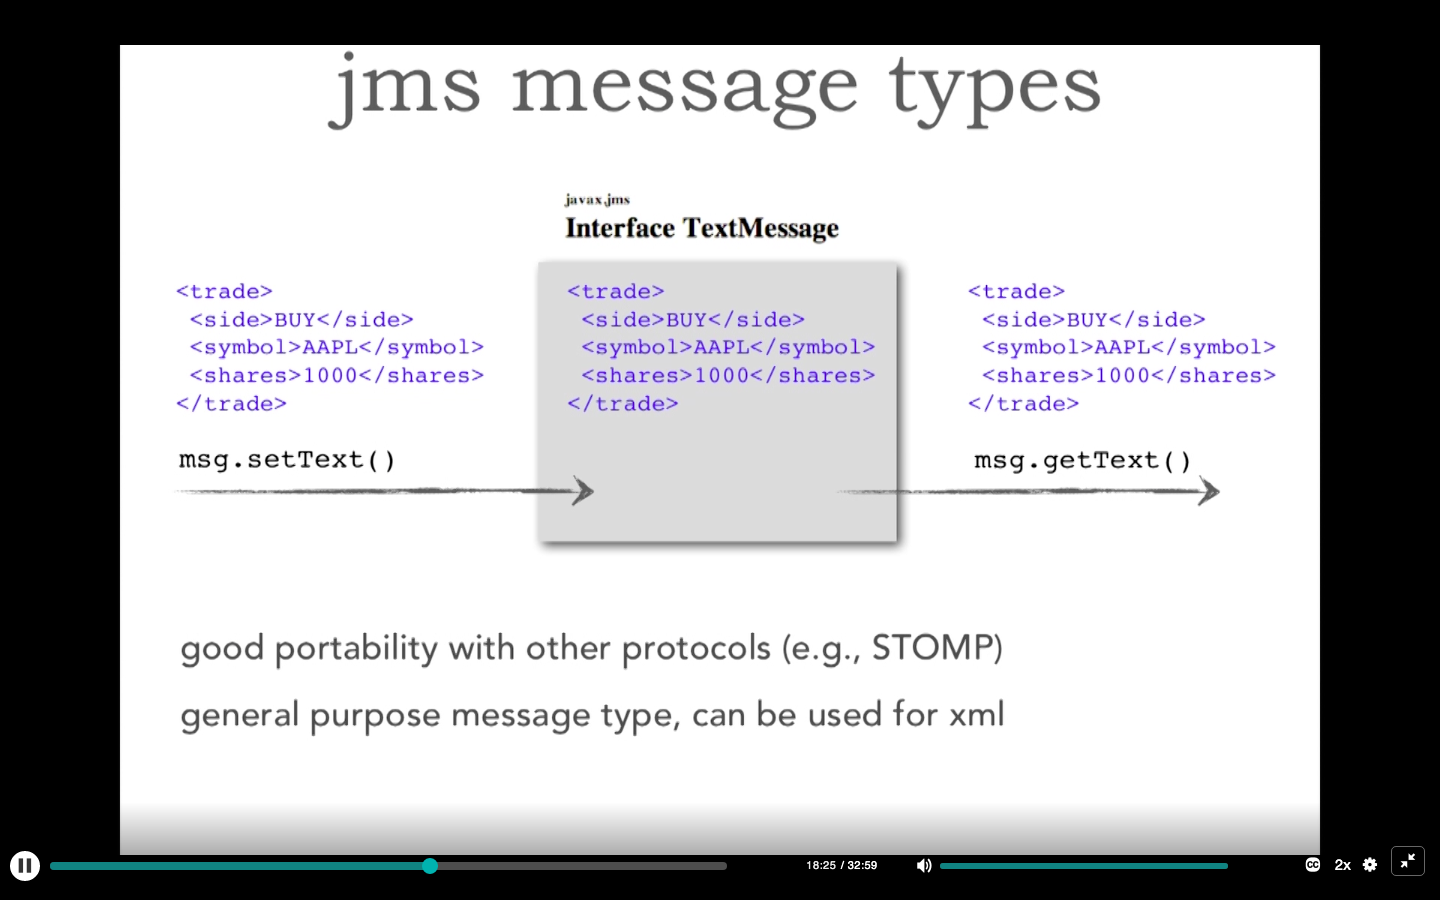 jms message types
javax.jms
Interface TextMessage
<trade>
<side>BUY</side>
<symbol>AAPL</symbol>
<shares>1000</shares>
</trade>
msg.setText()
<trade>
<side>BUY</side>
<symbol>AAPL</symbol>
<shares>1000</shares>
</trade>
<trade>
<side>BUY</side>
<symbol>AAPL</symbol>
<shares>1000</shares>
</trade>
msg.getText()
good portability with other protocols (e.g., STOMP)
general purpose message type, can be used for xml
18:25 / 32:59
CC
2x